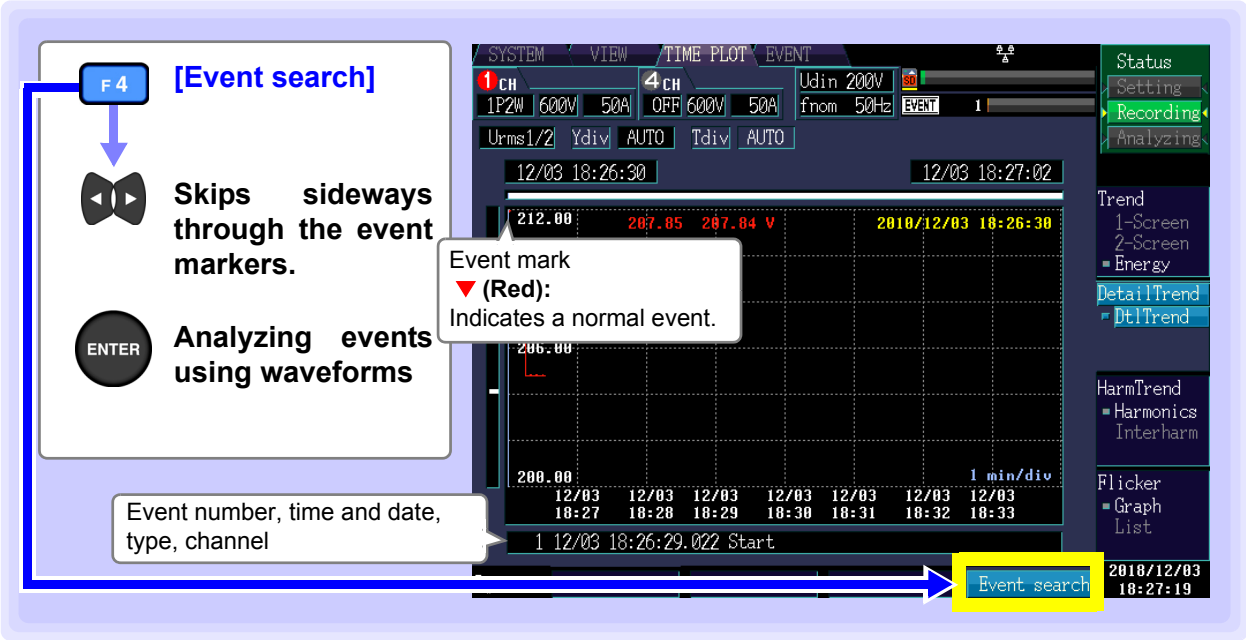 F 4
[Event search]
Skips sideways
through the event
markers.
ENTER
Analyzing events
using waveforms
Event number, time and date,
type, channel
SYSTEM VIEW TIME PLOT EVENT
1 CH 4 CH Udin 200V SD
1P2W 600V 50A OFF 600V 50A fnom 50Hz EVENT 1
Urms1/2 Ydiv AUTO Tdiv AUTO
12/03 18:26:30 12/03 18:27:02
212.00 207.85 207.84 V 2010/12/03 18:26:30
Event mark
▼ (Red):
Indicates a normal event.
206.00
200.00 1 min/div
12/03 12/03 12/03 12/03 12/03 12/03 12/03
18:27 18:28 18:29 18:30 18:31 18:32 18:33
1 12/03 18:26:29.022 Start
Event search
Status
Setting
Recording
Analyzing
Trend
1-Screen
2-Screen
Energy
DetailTrend
DtlTrend
HarmTrend
Harmonics
Interharm
Flicker
Graph
List
2018/12/03
18:27:19